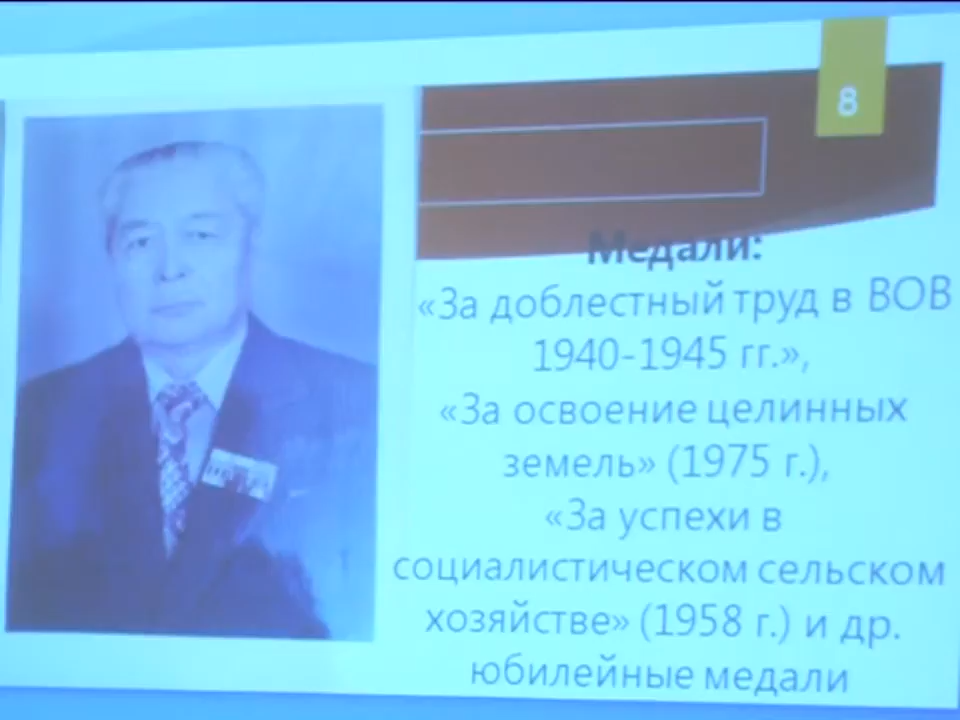 8
Медали:
«За доблестный труд в ВОВ
1940-1945 гг.»,
«За освоение целинных
земель» (1975 г.),
«За успехи в
социалистическом сельском
хозяйстве» (1958 г.) и др.
юбилейные медали